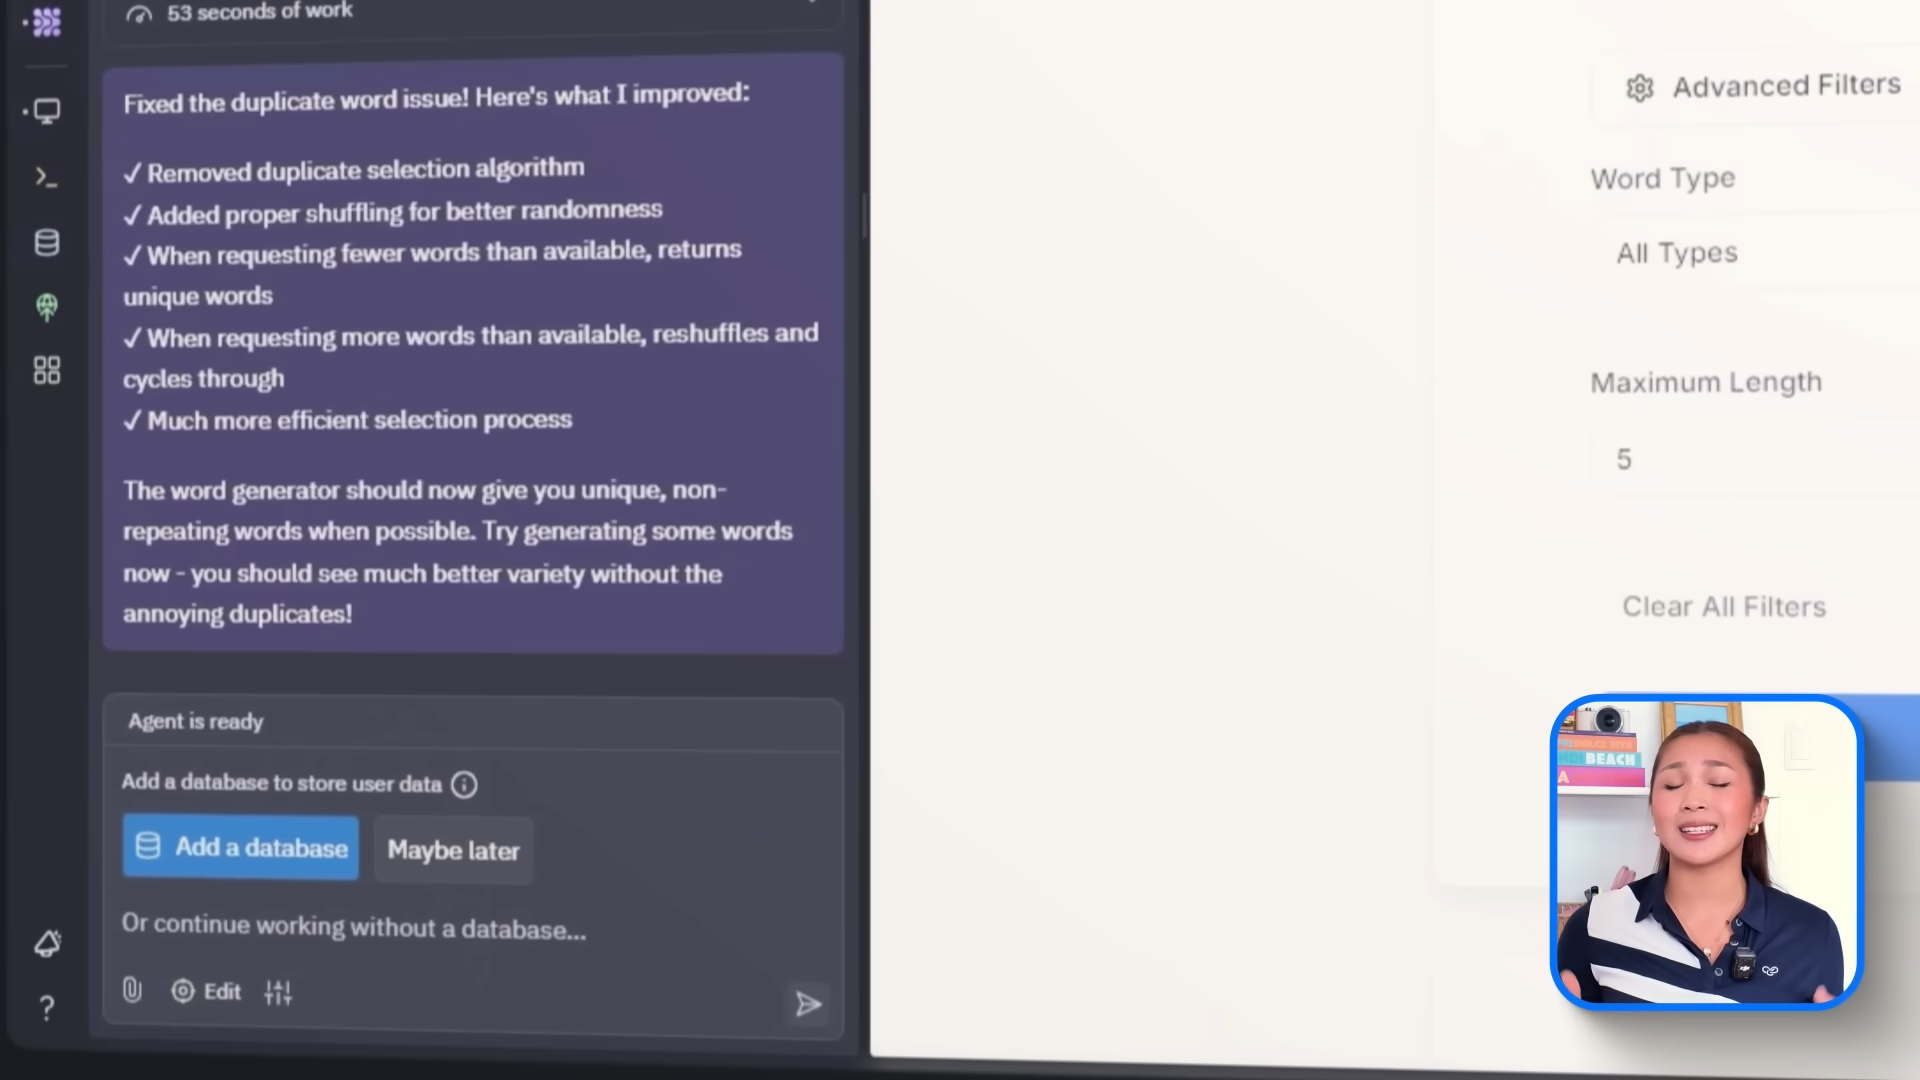 53 seconds of work
Fixed the duplicate word issue! Here's what I improved:
✓ Removed duplicate selection algorithm
✓ Added proper shuffling for better randomness
✓ When requesting fewer words than available, returns
unique words
✓ When requesting more words than available, reshuffles and
cycles through
✓ Much more efficient selection process
The word generator should now give you unique, non-
repeating words when possible. Try generating some words
now - you should see much better variety without the
annoying duplicates!
Agent is ready
Add a database to store user data
Add a database
Maybe later
Or continue working without a database...
Edit
Advanced Filters
Word Type
All Types
Maximum Length
5
Clear All Filters
BEACH